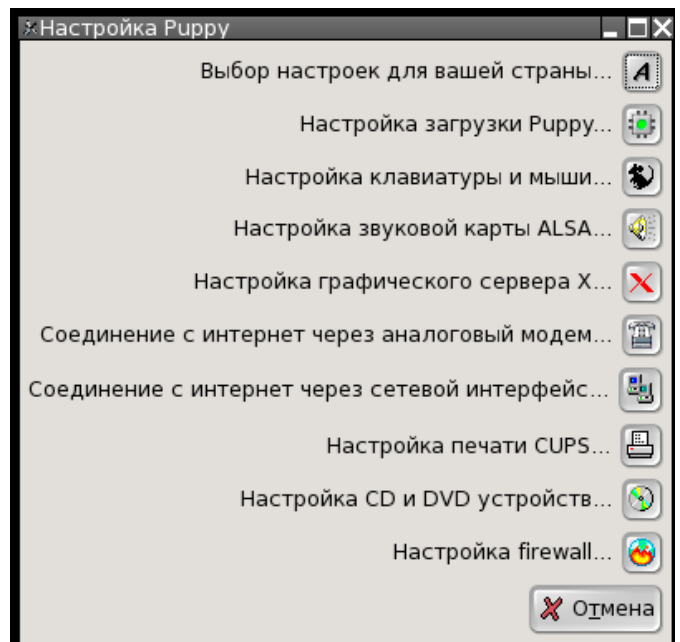 Настройка Puppy
Выбор настроек для вашей страны...
Настройка загрузки Puppy...
Настройка клавиатуры и мыши...
Настройка звуковой карты ALSA...
Настройка графического сервера X...
Соединение с интернет через аналоговый модем...
Соединение с интернет через сетевой интерфейс...
Настройка печати CUPS...
Настройка CD и DVD устройств...
Настройка firewall...
Отмена